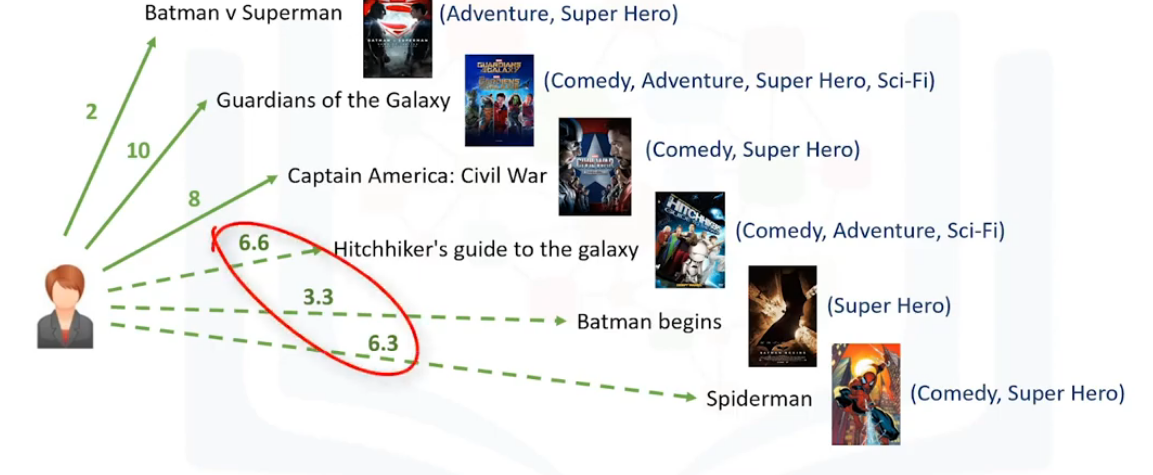 Batman v Superman (Adventure, Super Hero)
2
Guardians of the Galaxy (Comedy, Adventure, Super Hero, Sci-Fi)
10
Captain America: Civil War (Comedy, Super Hero)
8
6.6 Hitchhiker's guide to the galaxy (Comedy, Adventure, Sci-Fi)
3.3 Batman begins (Super Hero)
6.3 Spiderman (Comedy, Super Hero)